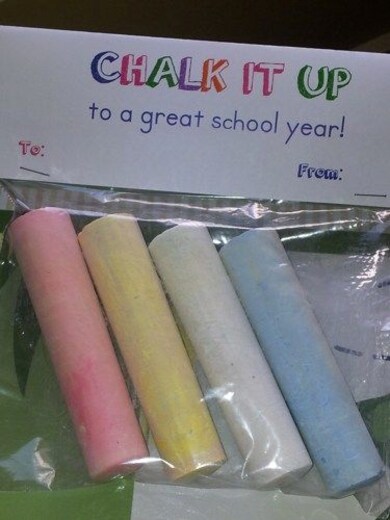 CHALK IT UP
to a great school year!
To:
From: